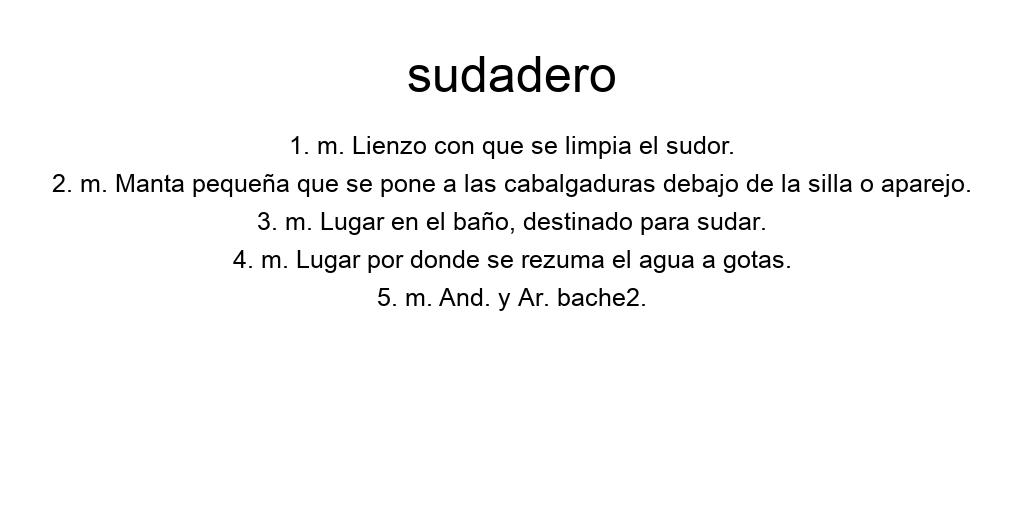 sudadero
1. m. Lienzo con que se limpia el sudor.
2. m. Manta pequeña que se pone a las cabalgaduras debajo de la silla o aparejo.
3. m. Lugar en el baño, destinado para sudar.
4. m. Lugar por donde se rezuma el agua a gotas.
5. m. And. y Ar. bache2.